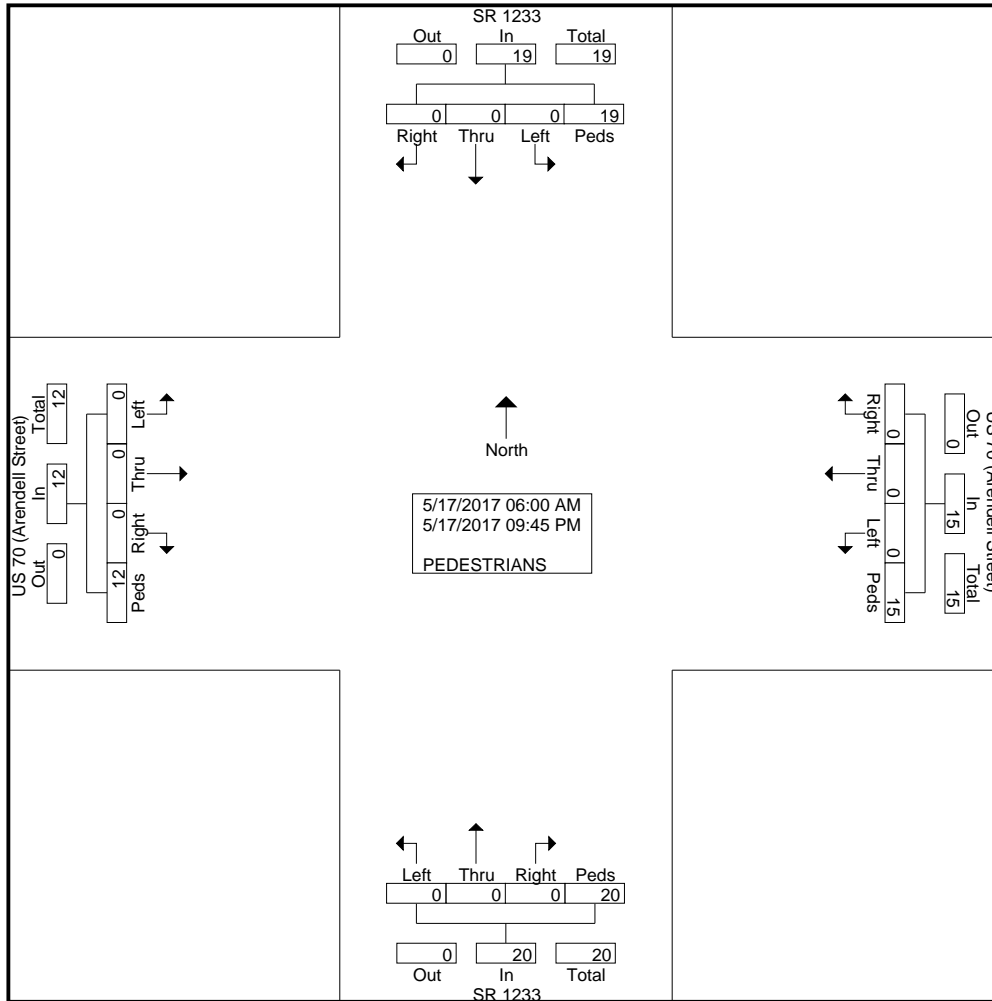 SR 1233
Out In Total
0 19 19
0 0 0 19
Right Thru Left Peds
US 70 (Arendell Street)
Total In Out
12 12 0
0 0 0 12
Left Thru Right Peds
North
5/17/2017 06:00 AM
5/17/2017 09:45 PM
PEDESTRIANS
Right Thru Left Peds
0 0 0 15
Out In Total
0 15 15
US 70 (Arendell Street)
Left Thru Right Peds
0 0 0 20
0 20 20
Out In Total
SR 1233